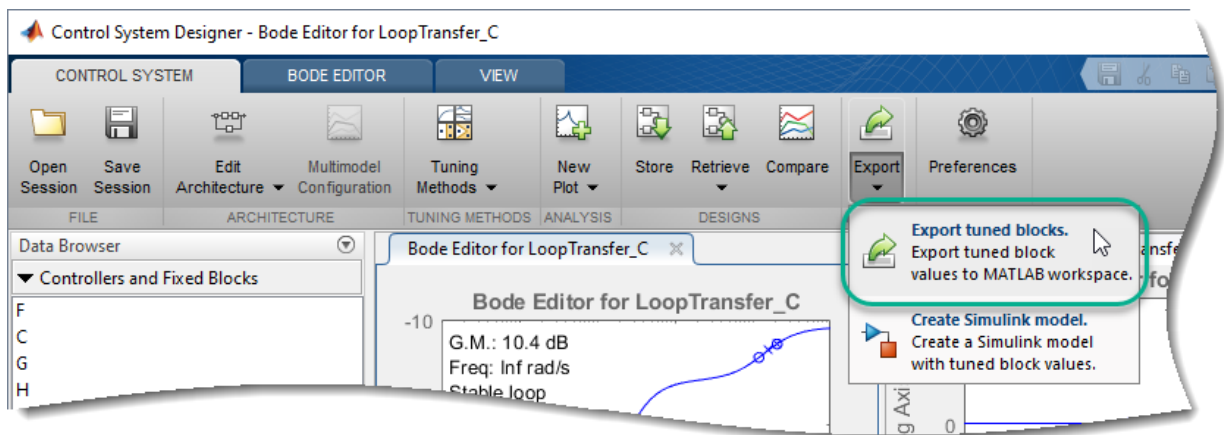 Control System Designer - Bode Editor for LoopTransfer_C
CONTROL SYSTEM
BODE EDITOR
VIEW
Open Session
Save Session
Edit Architecture
Multimodel Configuration
Tuning Methods
New Plot
Store
Retrieve
Compare
Export
Preferences
FILE
ARCHITECTURE
TUNING METHODS
ANALYSIS
DESIGNS
Data Browser
Controllers and Fixed Blocks
F
C
G
H
Bode Editor for LoopTransfer_C
Bode Editor for LoopTransfer_C
-10
G.M.: 10.4 dB
Freq: Inf rad/s
Stable loop
Export tuned blocks.
Export tuned block
values to MATLAB workspace.
Create Simulink model.
Create a Simulink model
with tuned block values.
0